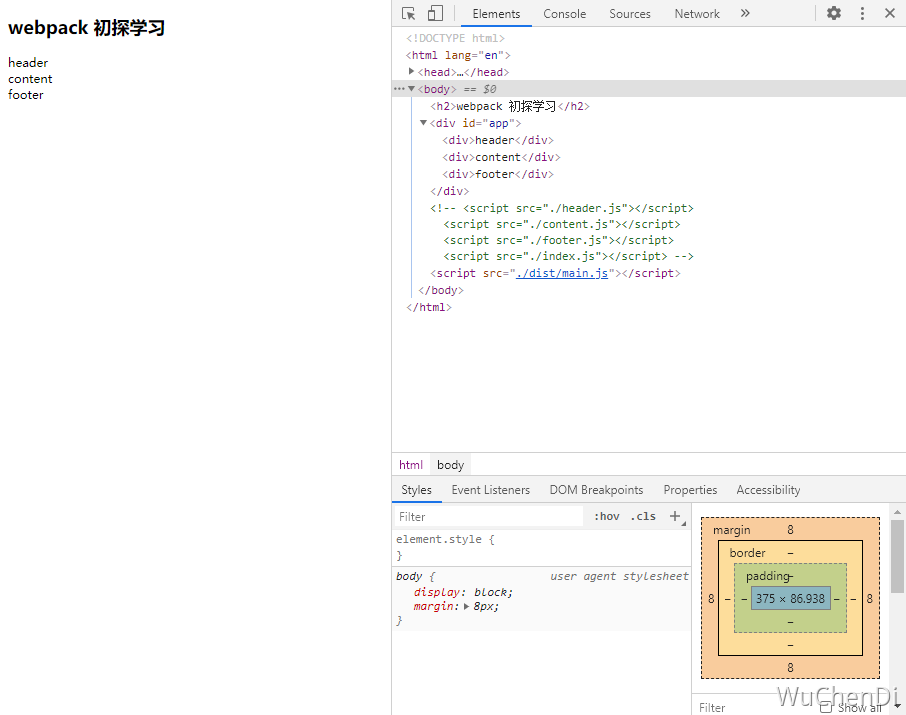 webpack 初探学习
header
content
footer
Elements Console Sources Network »
<!DOCTYPE html>
<html lang="en">
<head>…</head>
<body> == $0
<h2>webpack 初探学习</h2>
<div id="app">
<div>header</div>
<div>content</div>
<div>footer</div>
</div>
<!-- <script src="./header.js"></script>
<script src="./content.js"></script>
<script src="./footer.js"></script>
<script src="./index.js"></script> -->
<script src="./dist/main.js"></script>
</body>
</html>
html body
Styles Event Listeners DOM Breakpoints Properties Accessibility
Filter :hov .cls +
element.style {
}
body { user agent stylesheet
display: block;
margin: 8px;
}
margin 8
border –
padding –
8 – – 375 × 86.938 – – 8
–
–
8
Filter Show all
WuChenDi